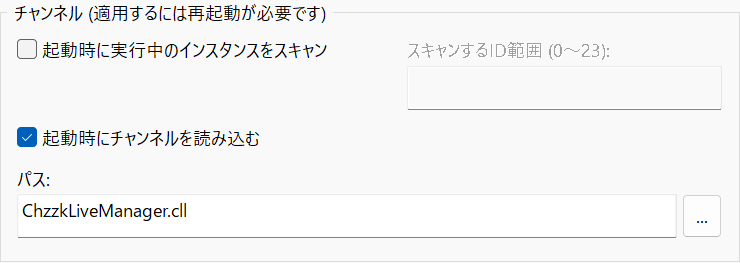 チャンネル (適用するには再起動が必要です)
起動時に実行中のインスタンスをスキャン
スキャンするID範囲 (0～23):
起動時にチャンネルを読み込む
パス:
ChzzkLiveManager.cll
...